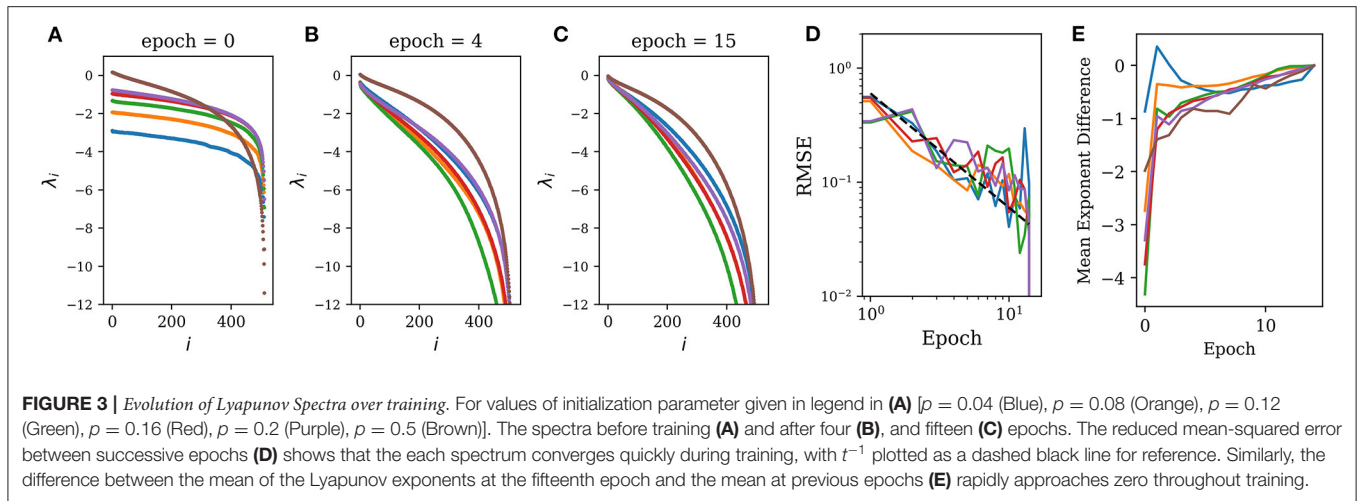 A
epoch = 0
B
epoch = 4
C
epoch = 15
D
E
0
−2
−4
−6
−8
−10
−12
λi
0
200
400
i
0
−2
−4
−6
−8
−10
−12
λi
0
200
400
i
0
−2
−4
−6
−8
−10
−12
0
200
400
i
10⁰
10⁻¹
10⁻²
RMSE
10⁰
10¹
Epoch
0
−1
−2
−3
−4
Mean Exponent Difference
0
10
Epoch
FIGURE 3 | Evolution of Lyapunov Spectra over training. For values of initialization parameter given in legend in (A) [p = 0.04 (Blue), p = 0.08 (Orange), p = 0.12
(Green), p = 0.16 (Red), p = 0.2 (Purple), p = 0.5 (Brown)]. The spectra before training (A) and after four (B), and fifteen (C) epochs. The reduced mean-squared error
between successive epochs (D) shows that the each spectrum converges quickly during training, with t⁻¹ plotted as a dashed black line for reference. Similarly, the
difference between the mean of the Lyapunov exponents at the fifteenth epoch and the mean at previous epochs (E) rapidly approaches zero throughout training.